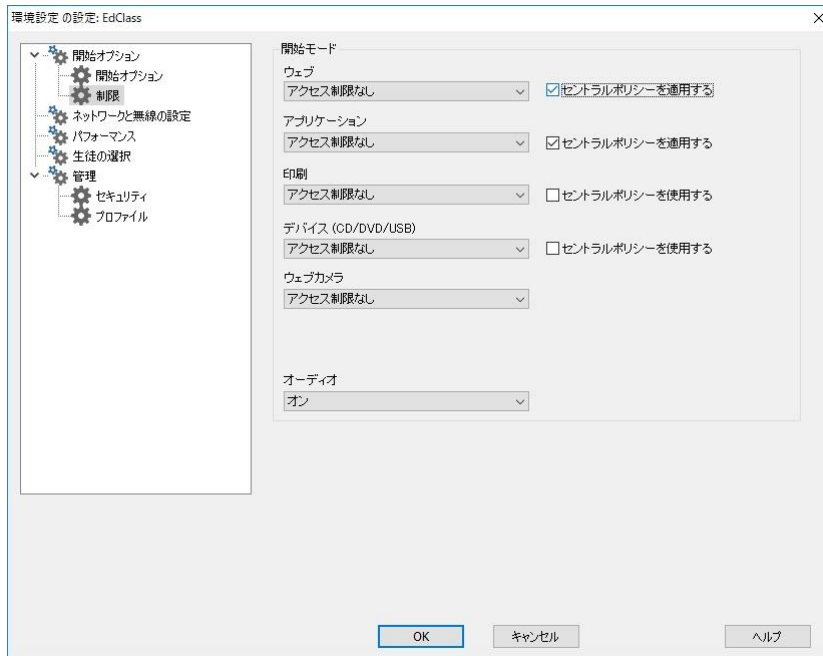 環境設定 の設定: EdClass
開始オプション
開始オプション
制限
ネットワークと無線の設定
パフォーマンス
生徒の選択
管理
セキュリティ
プロファイル
開始モード
ウェブ
アクセス制限なし
セントラルポリシーを適用する
アプリケーション
アクセス制限なし
セントラルポリシーを適用する
印刷
アクセス制限なし
セントラルポリシーを使用する
デバイス (CD/DVD/USB)
アクセス制限なし
セントラルポリシーを使用する
ウェブカメラ
アクセス制限なし
オーディオ
オン
OK
キャンセル
ヘルプ